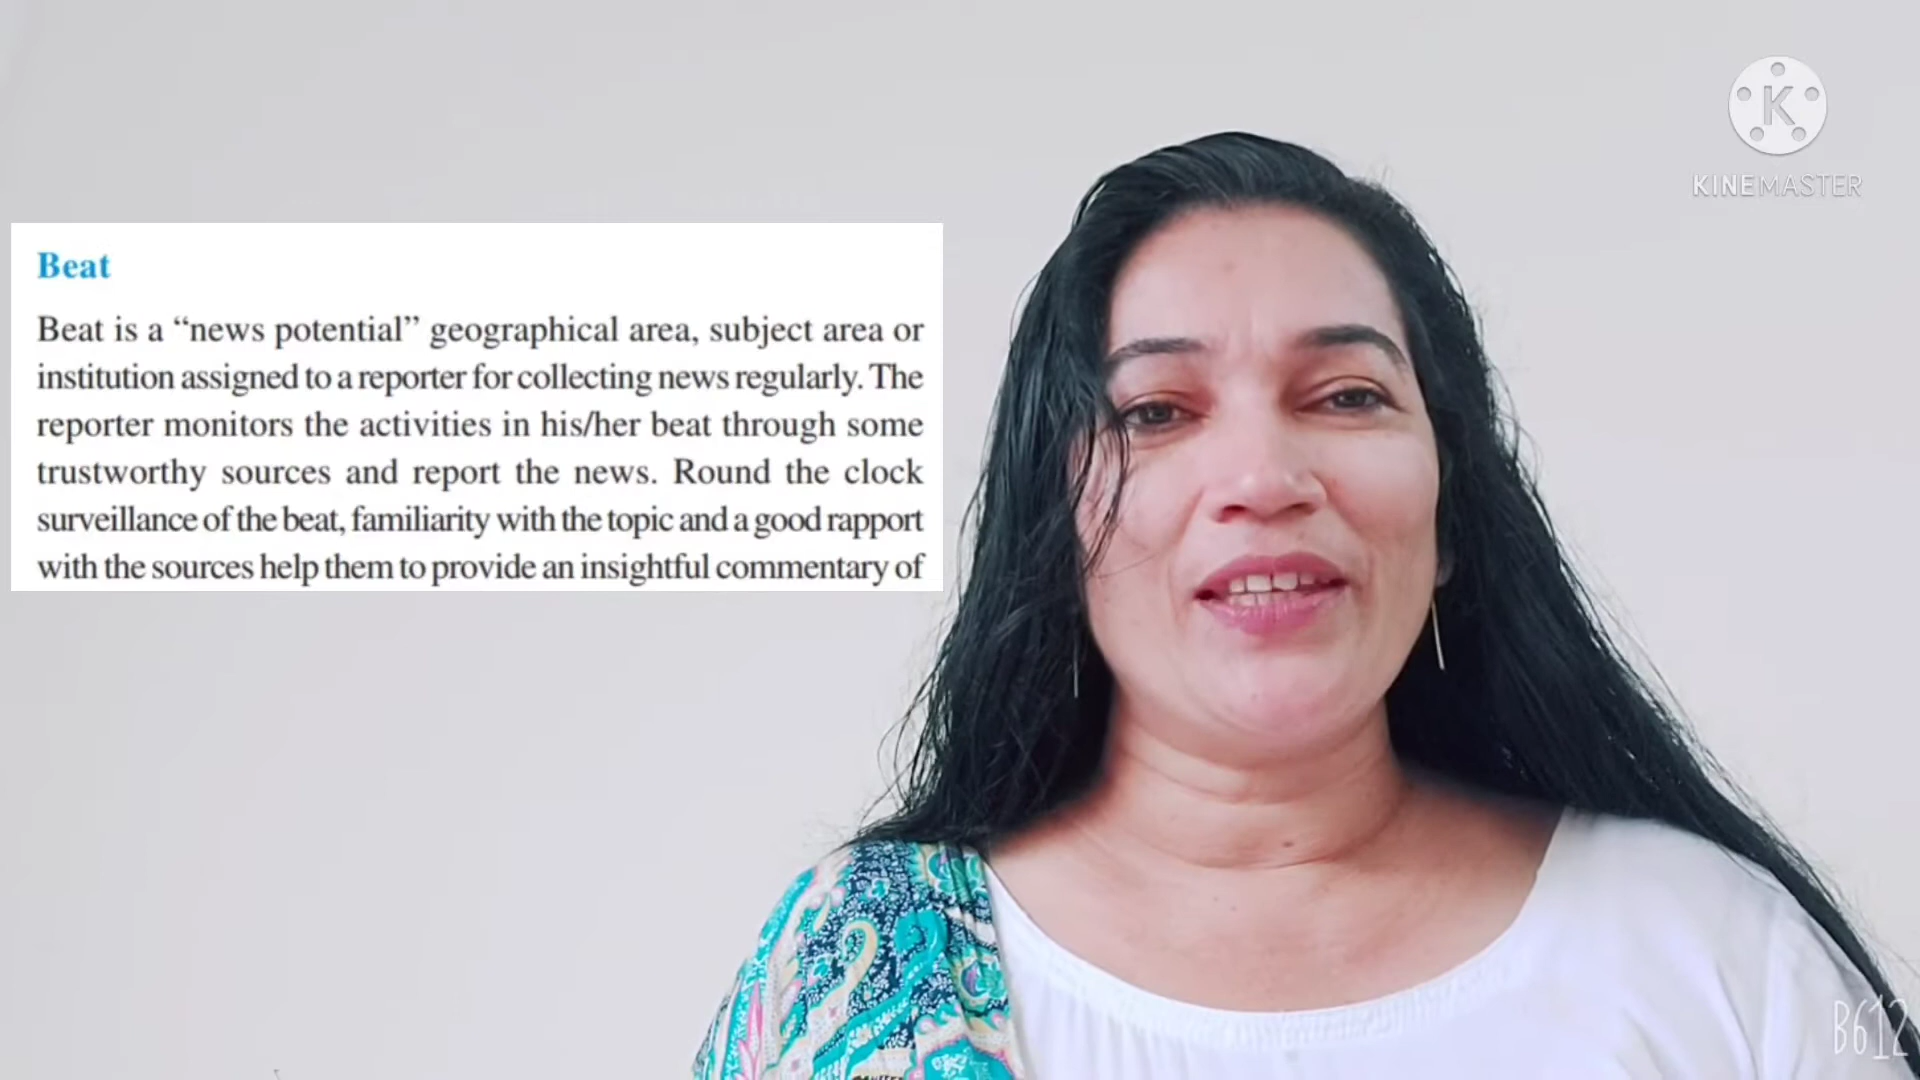 K
KINEMASTER
Beat
Beat is a “news potential” geographical area, subject area or
institution assigned to a reporter for collecting news regularly. The
reporter monitors the activities in his/her beat through some
trustworthy sources and report the news. Round the clock
surveillance of the beat, familiarity with the topic and a good rapport
with the sources help them to provide an insightful commentary of
B612